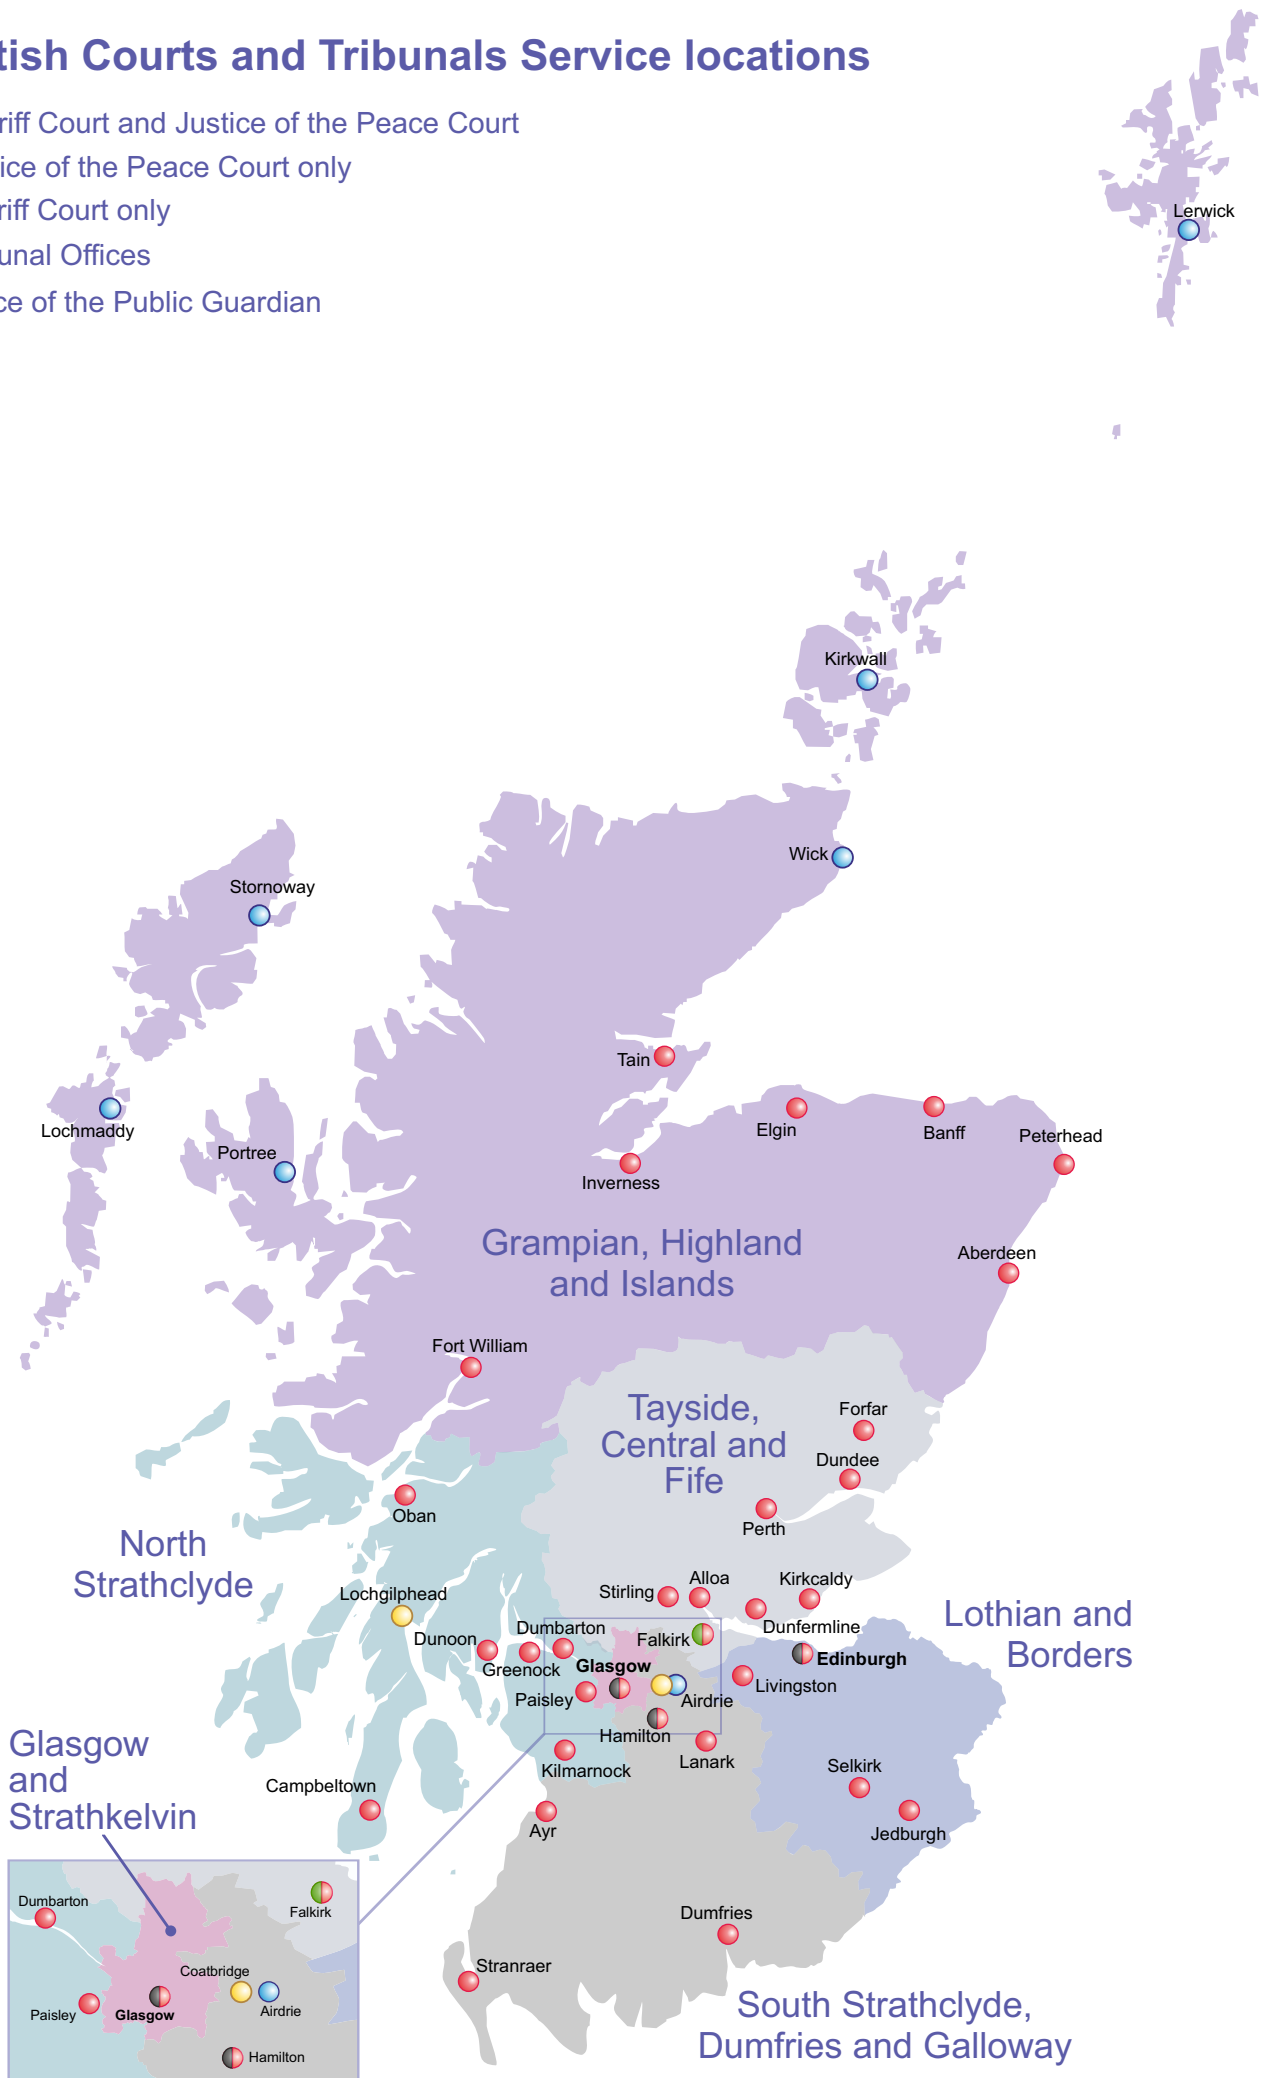 tish Courts and Tribunals Service locations
riff Court and Justice of the Peace Court
ice of the Peace Court only
riff Court only
unal Offices
ce of the Public Guardian
Lerwick
Kirkwall
Wick
Stornoway
Tain
Lochmaddy
Portree
Elgin
Banff
Peterhead
Inverness
Grampian, Highland
and Islands
Aberdeen
Fort William
Tayside,
Central and
Fife
Forfar
Dundee
Perth
Oban
North
Strathclyde
Lochgilphead
Stirling
Alloa
Kirkcaldy
Dunfermline
Lothian and
Borders
Dunoon
Dumbarton
Falkirk
Greenock
Glasgow
Edinburgh
Paisley
Airdrie
Livingston
Hamilton
Lanark
Kilmarnock
Selkirk
Jedburgh
Glasgow
and
Strathkelvin
Campbeltown
Ayr
Dumfries
Stranraer
South Strathclyde,
Dumfries and Galloway
Dumbarton
Falkirk
Coatbridge
Paisley
Glasgow
Airdrie
Hamilton